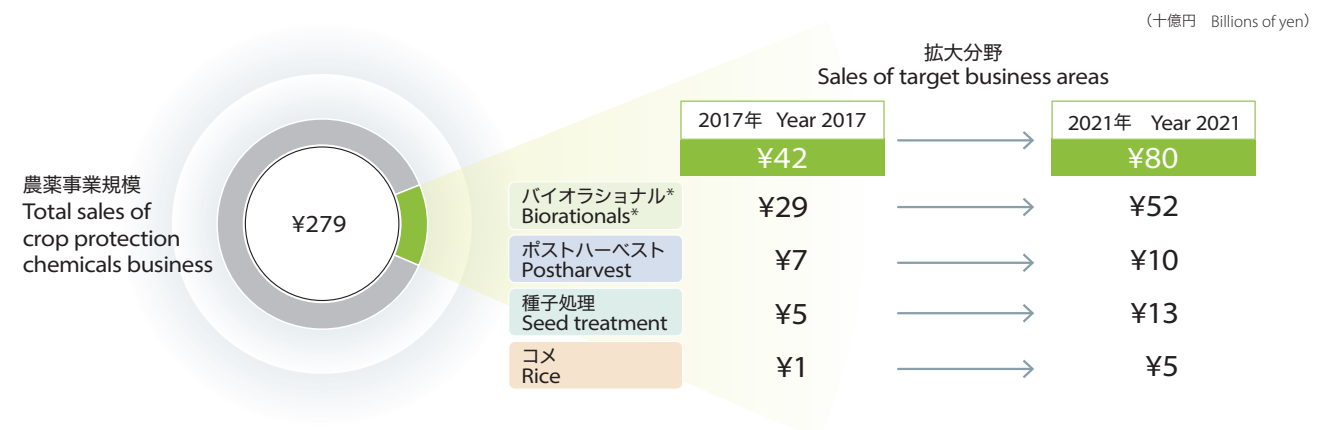 （十億円　Billions of yen）
拡大分野
Sales of target business areas
2017年　Year 2017
2021年　Year 2021
¥42
¥80
農薬事業規模
Total sales of
crop protection
chemicals business
¥279
バイオラショナル*
Biorationals*
¥29
¥52
ポストハーベスト
Postharvest
¥7
¥10
種子処理
Seed treatment
¥5
¥13
コメ
Rice
¥1
¥5